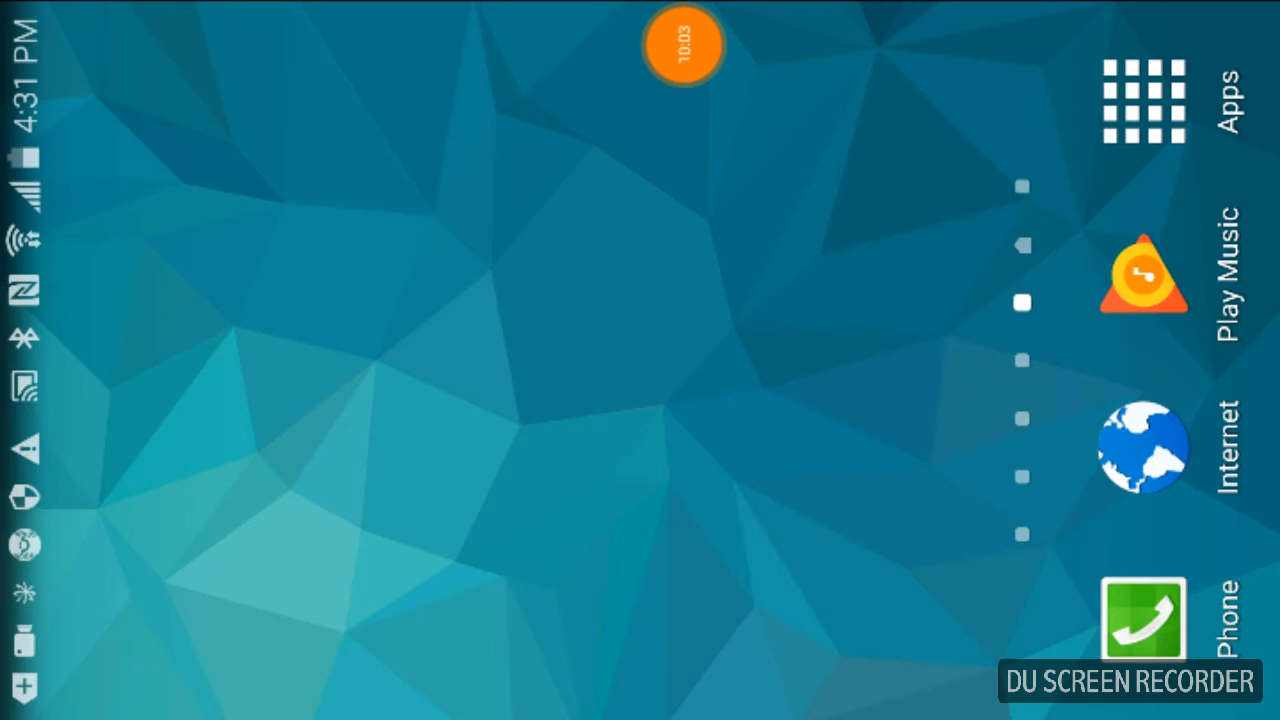 4:31 PM
10:03
Phone
Internet
Play Music
Apps
DU SCREEN RECORDER